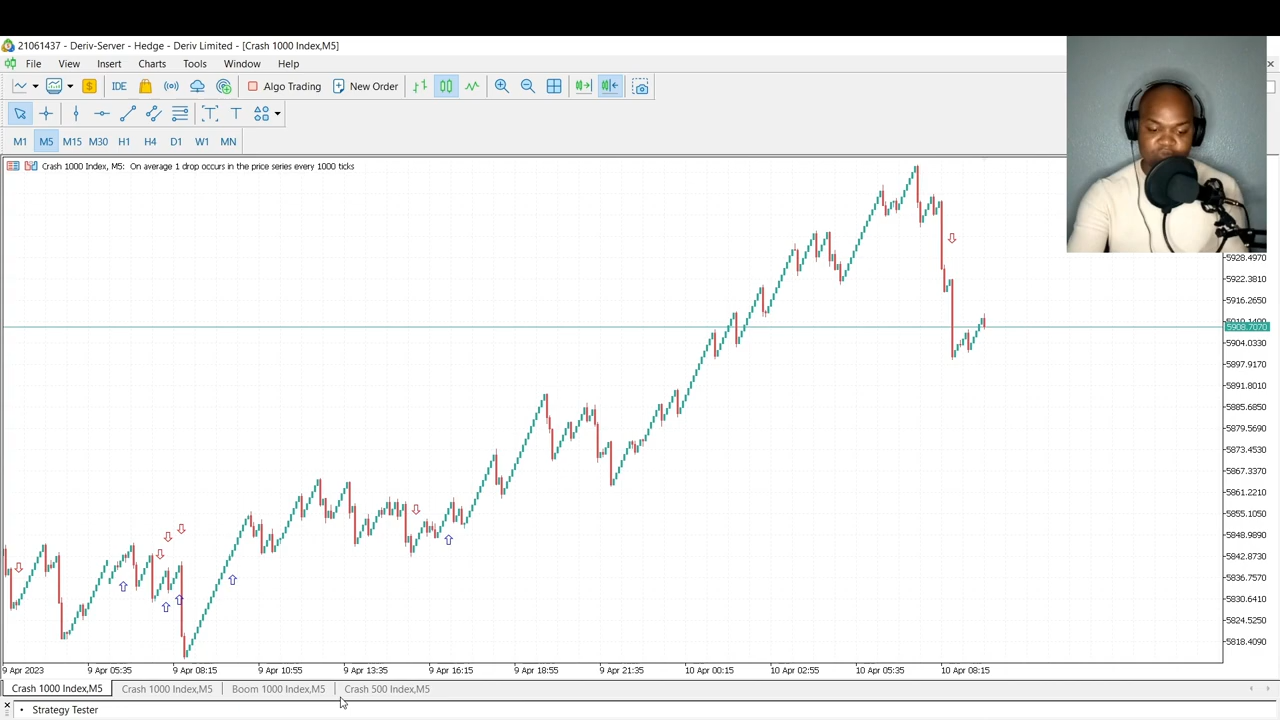 21061437 - Deriv-Server - Hedge - Deriv Limited - [Crash 1000 Index,M5]
File View Insert Charts Tools Window Help
IDE Algo Trading New Order
M1 M5 M15 M30 H1 H4 D1 W1 MN
Crash 1000 Index, M5: On average 1 drop occurs in the price series every 1000 ticks
5928.4970
5922.3810
5916.2650
5908.7070
5904.0330
5897.9170
5891.8010
5885.6850
5879.5690
5873.4530
5867.3370
5861.2210
5855.1050
5848.9890
5842.8730
5836.7570
5830.6410
5824.5250
5818.4090
9 Apr 2023 9 Apr 05:35 9 Apr 08:15 9 Apr 10:55 9 Apr 13:35 9 Apr 16:15 9 Apr 18:55 9 Apr 21:35 10 Apr 00:15 10 Apr 02:55 10 Apr 05:35 10 Apr 08:15
Crash 1000 Index,M5 Crash 1000 Index,M5 Boom 1000 Index,M5 Crash 500 Index,M5
Strategy Tester